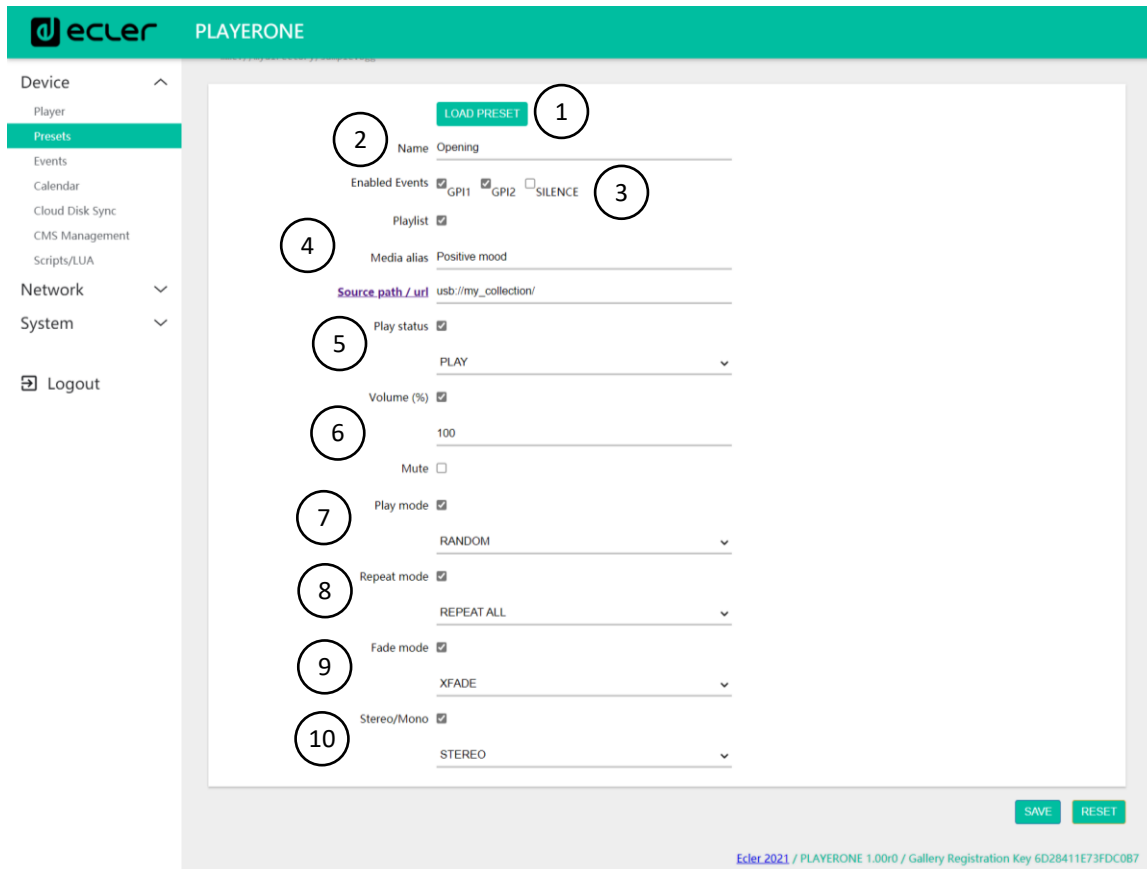 ecler PLAYERONE
Device
Player
Presets
Events
Calendar
Cloud Disk Sync
CMS Management
Scripts/LUA
Network
System
Logout
LOAD PRESET 1
2 Name Opening
Enabled Events GPI1 GPI2 SILENCE 3
Playlist
4
Media alias Positive mood
Source path / url usb://my_collection/
Play status
5
PLAY
Volume (%)
6 100
Mute
Play mode
7
RANDOM
Repeat mode
8
REPEAT ALL
Fade mode
9
XFADE
Stereo/Mono
10
STEREO
SAVE RESET
Ecler 2021 / PLAYERONE 1.00r0 / Gallery Registration Key 6D28411E73FDC0B7